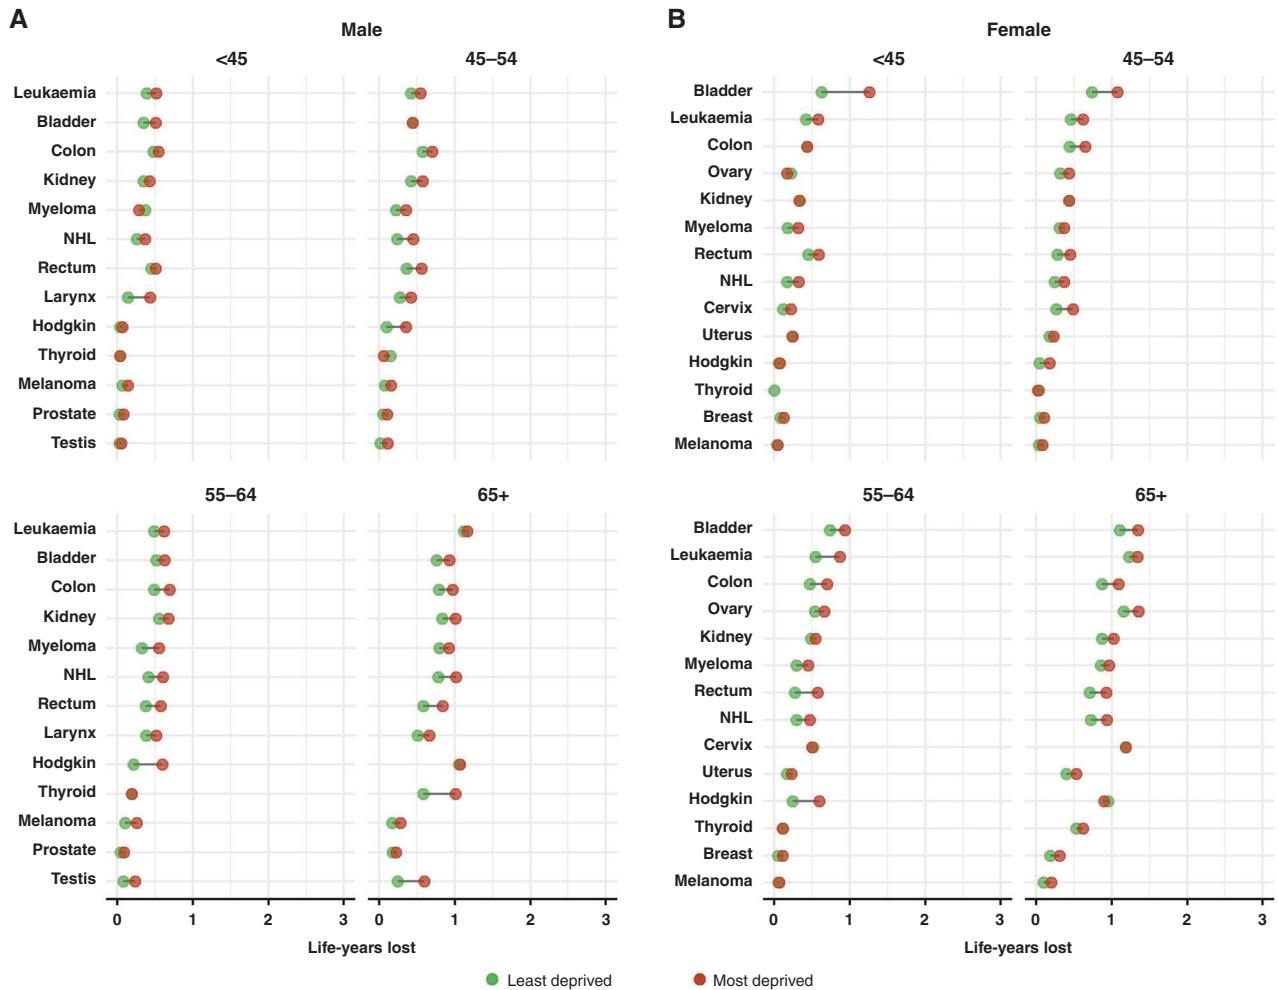 A
Male
<45
45–54
Leukaemia
Bladder
Colon
Kidney
Myeloma
NHL
Rectum
Larynx
Hodgkin
Thyroid
Melanoma
Prostate
Testis
55–64
65+
Leukaemia
Bladder
Colon
Kidney
Myeloma
NHL
Rectum
Larynx
Hodgkin
Thyroid
Melanoma
Prostate
Testis
0 1 2 3 0 1 2 3
Life-years lost
B
Female
<45
45–54
Bladder
Leukaemia
Colon
Ovary
Kidney
Myeloma
Rectum
NHL
Cervix
Uterus
Hodgkin
Thyroid
Breast
Melanoma
55–64
65+
Bladder
Leukaemia
Colon
Ovary
Kidney
Myeloma
Rectum
NHL
Cervix
Uterus
Hodgkin
Thyroid
Breast
Melanoma
0 1 2 3 0 1 2 3
Life-years lost
Least deprived Most deprived